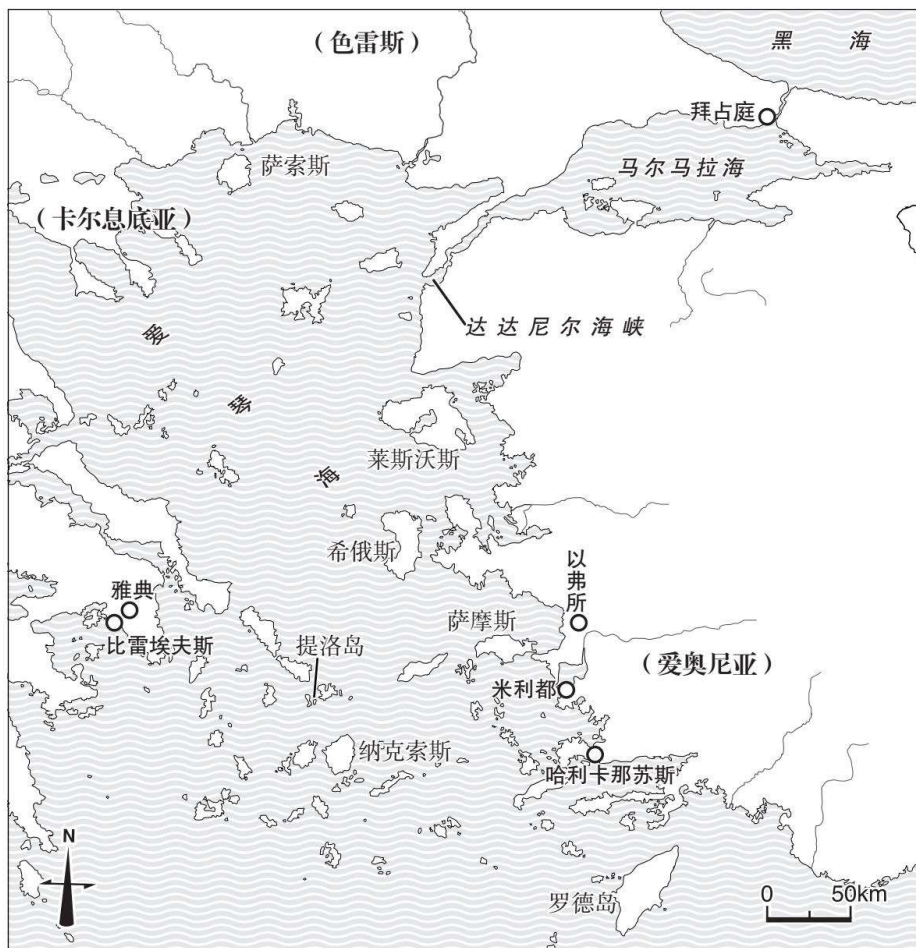 （色雷斯）
黑 海
拜占庭
萨索斯
马尔马拉海
（卡尔息底亚）
达达尼尔海峡
爱
琴
海
莱斯沃斯
希俄斯
以弗所
雅典
萨摩斯
比雷埃夫斯
提洛岛
（爱奥尼亚）
米利都
纳克索斯
哈利卡那苏斯
N
罗德岛
0 50km